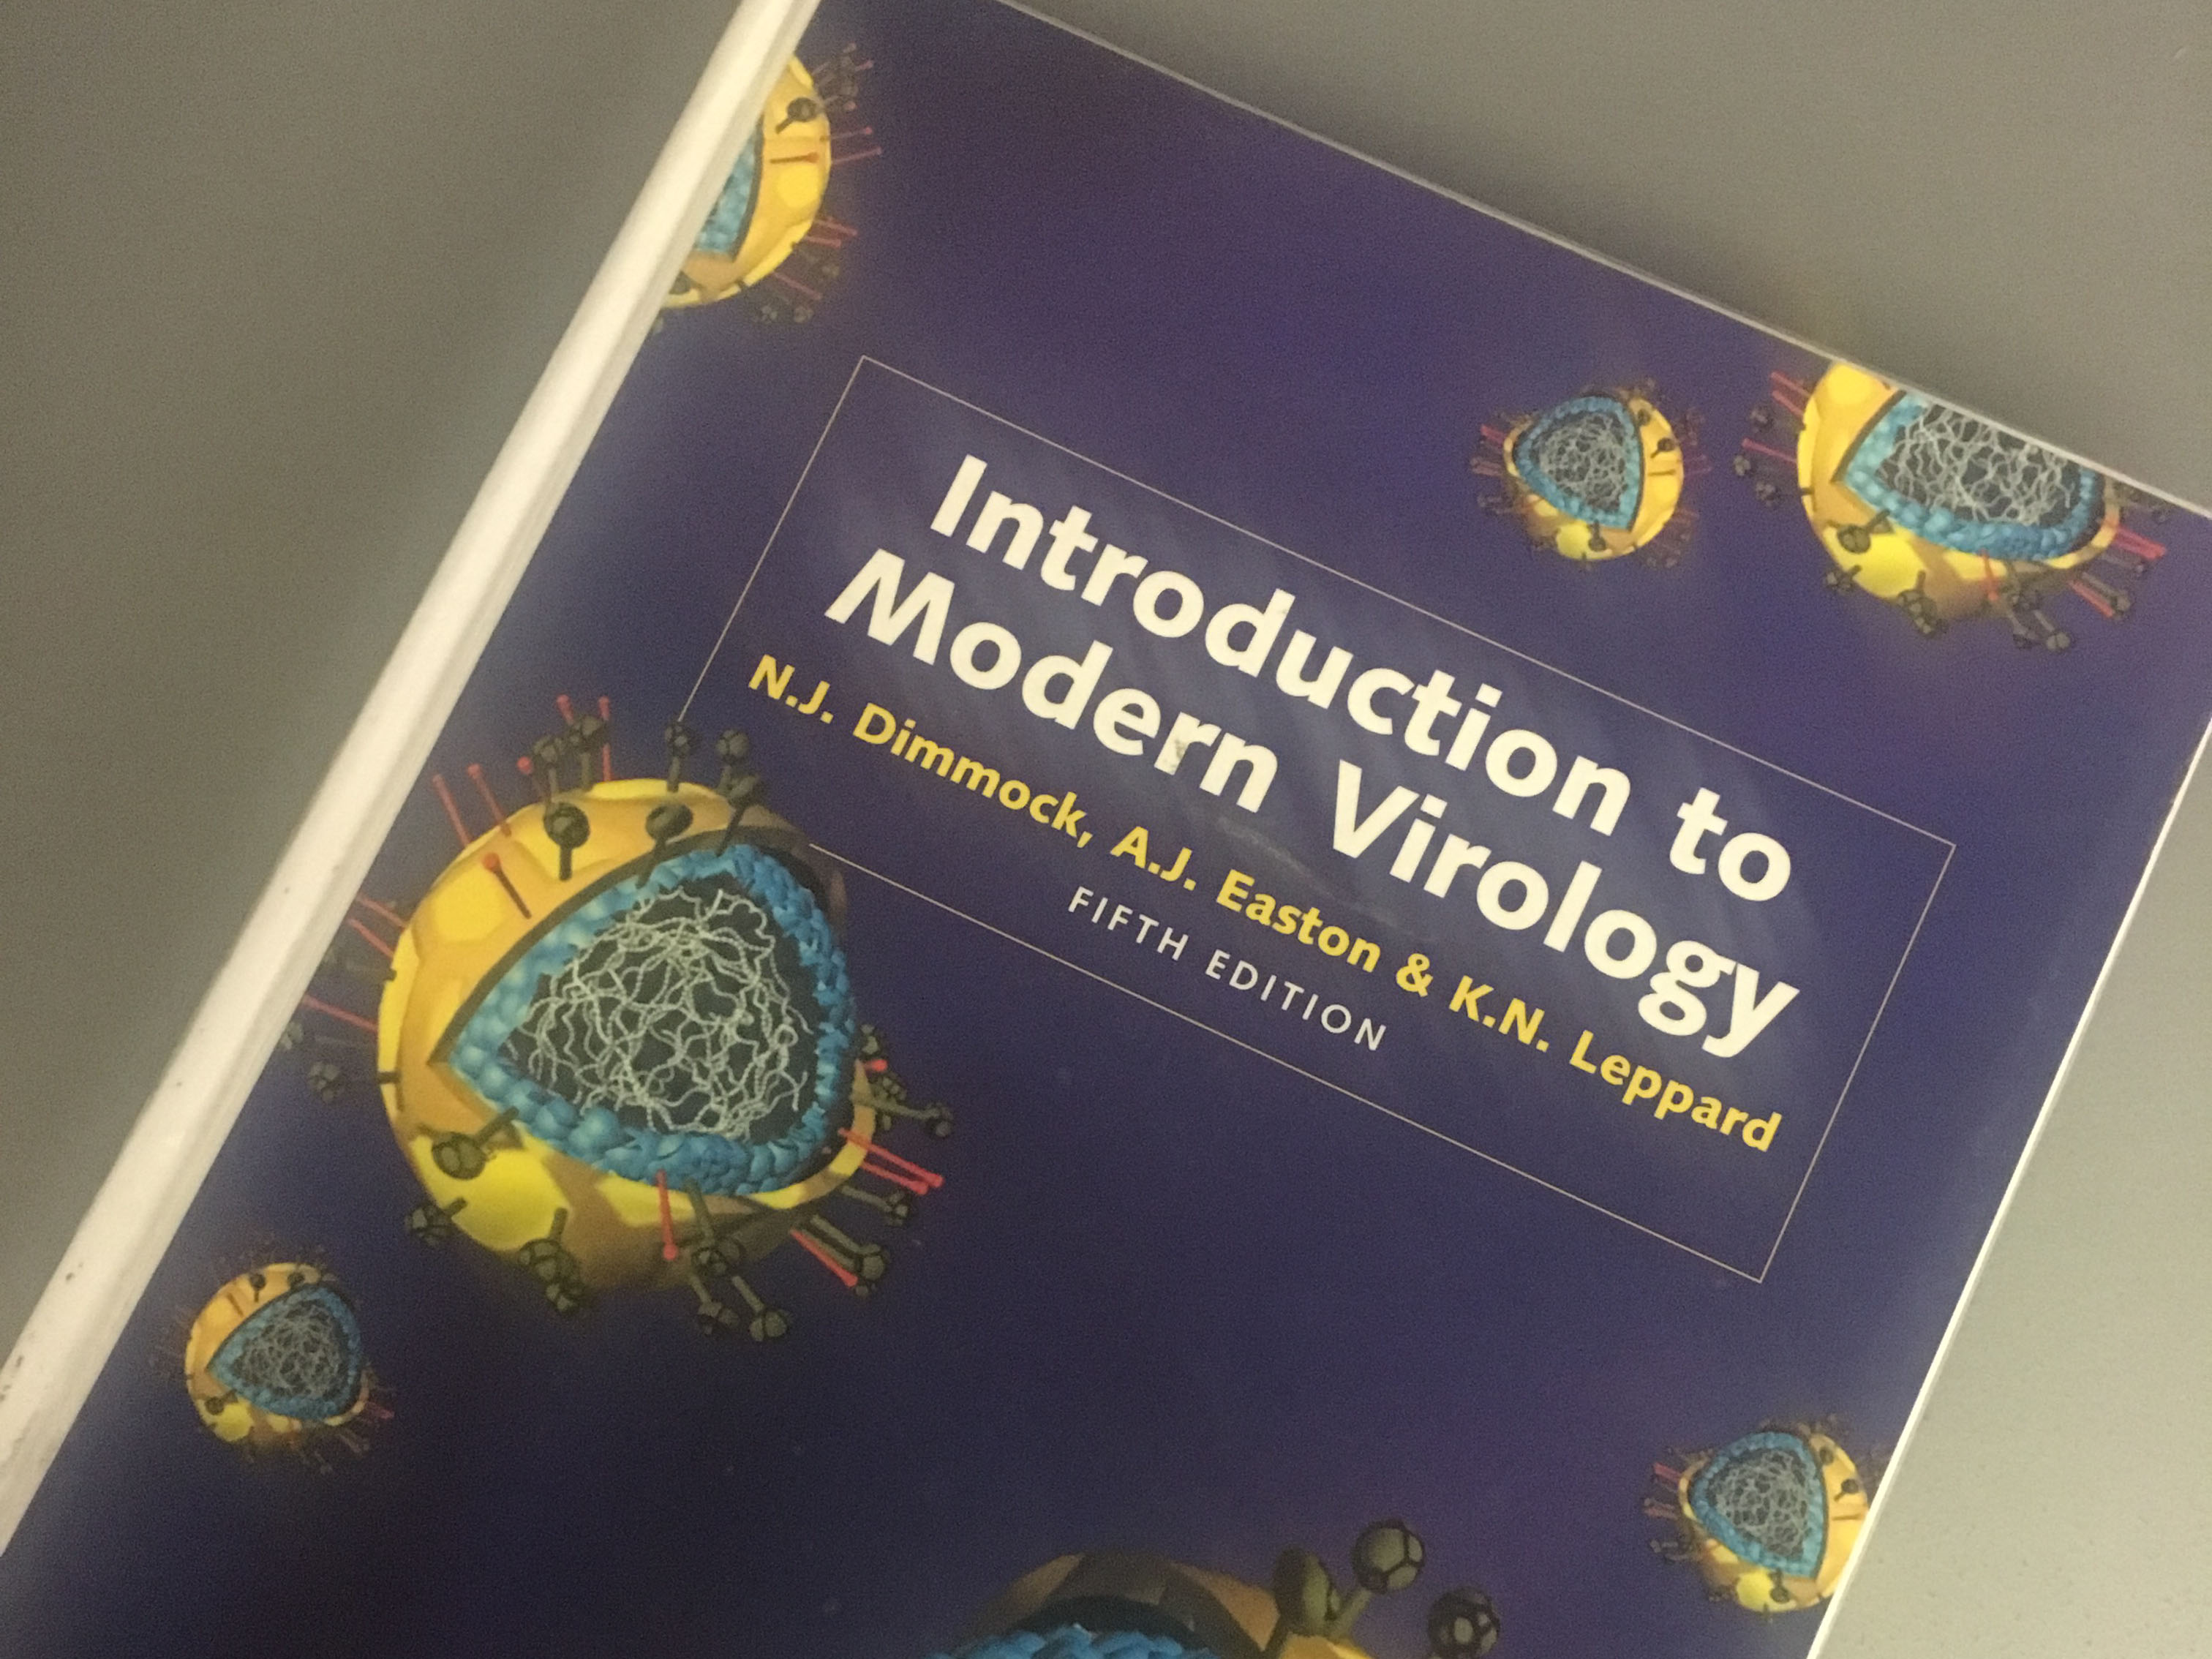 Introduction to
Modern Virology
N.J. Dimmock, A.J. Easton & K.N. Leppard
FIFTH EDITION